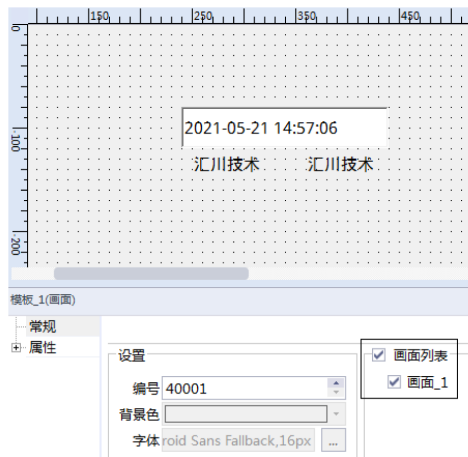 150 250 350 450
0
-100
-200
2021-05-21 14:57:06
汇川技术 汇川技术
模板_1(画面)
常规
属性
设置
编号 40001
背景色
字体 roid Sans Fallback,16px ...
画面列表
画面_1